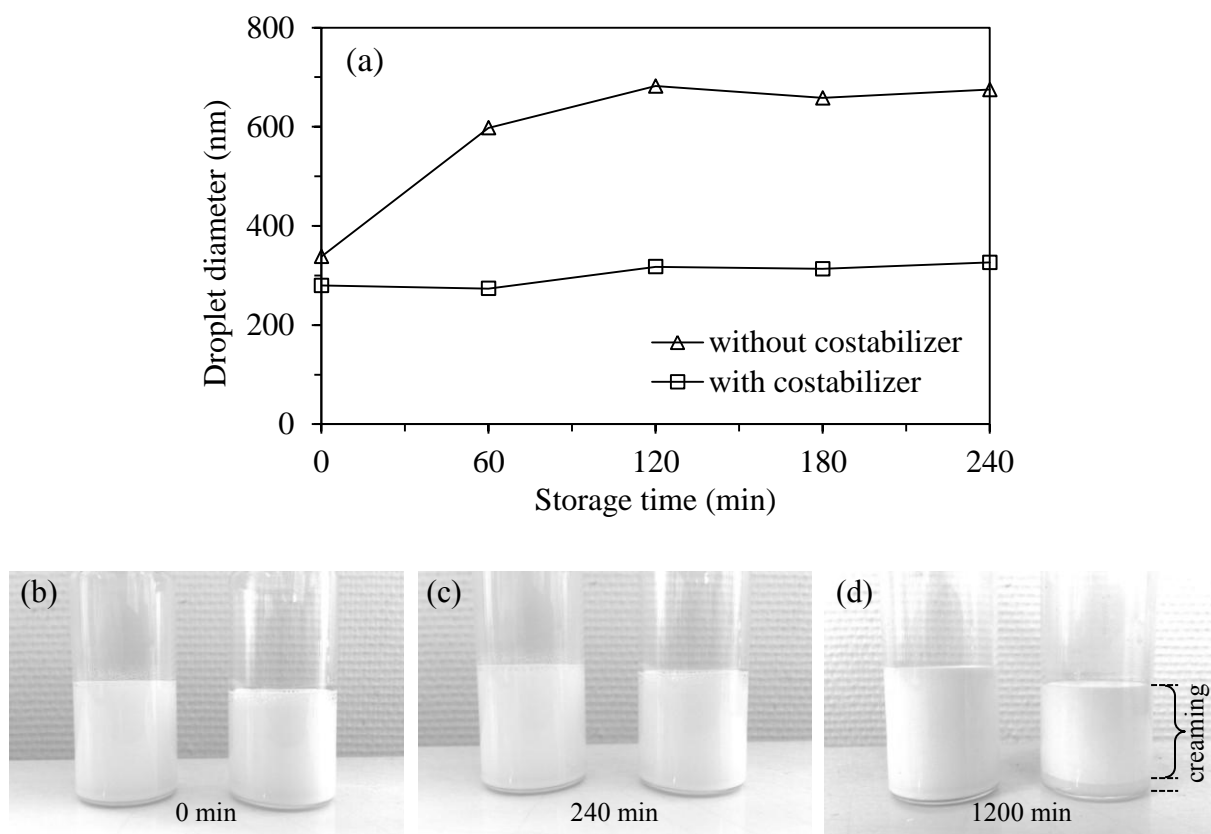 (a)
800
600
400
200
0
Droplet diameter (nm)
without costabilizer
with costabilizer
0 60 120 180 240
Storage time (min)
(b)
0 min
(c)
240 min
(d)
1200 min
creaming